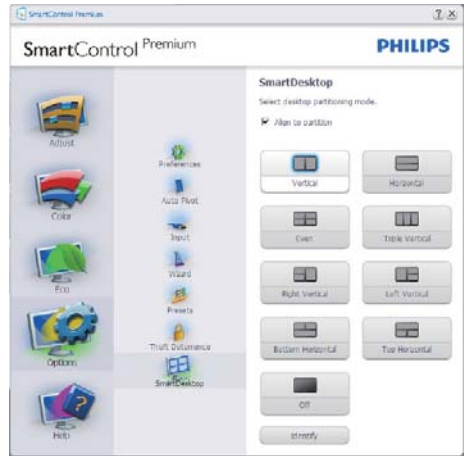 SmartControl Premium
SmartControl Premium
PHILIPS
Adjust
Color
Eco
Options
Help
Preferences
Auto Pivot
Input
Wizard
Presets
Theft Deterrence
SmartDesktop
SmartDesktop
Select desktop partitioning mode.
Align to partition
Vertical
Horizontal
Even
Triple Vertical
Right Vertical
Left Vertical
Bottom Horizontal
Top Horizontal
Off
Identify